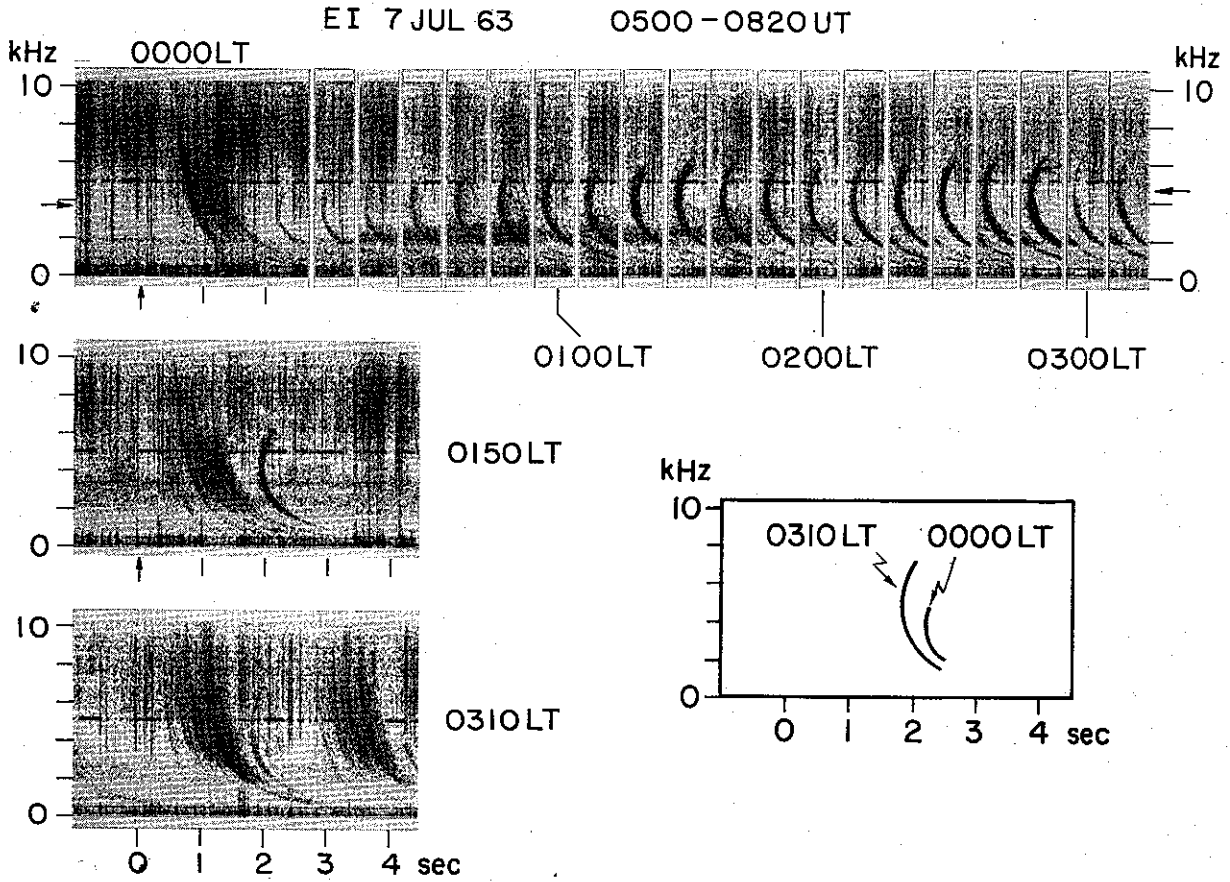 EI 7 JUL 63 0500-0820 UT
kHz 0000LT kHz
10 10
0 0
0100LT 0200LT 0300LT
10
0150LT
0
kHz
10
0310LT 0000LT
0
0 1 2 3 4 sec
10
0310LT
0
0 1 2 3 4 sec